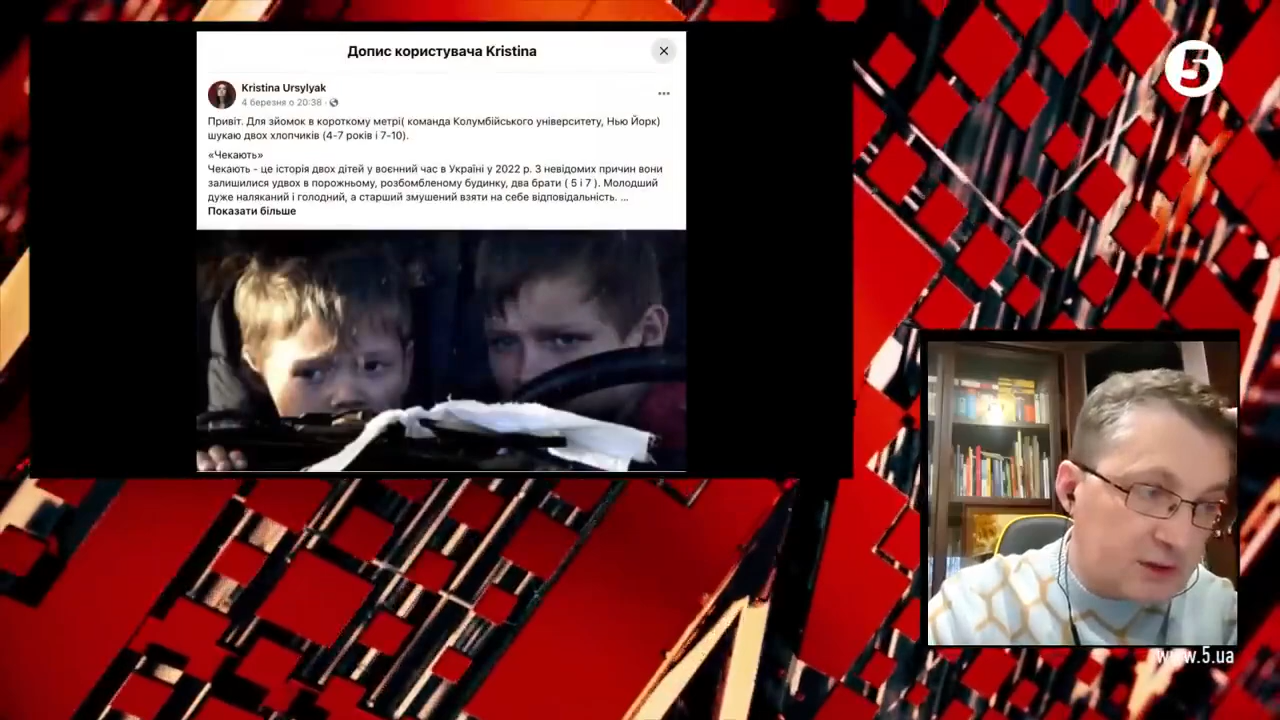 Допис користувача Kristina
Kristina Ursylyak
4 березня о 20:38 ·
Привіт. Для зйомок в короткому метрі( команда Колумбійського університету, Нью Йорк)
шукаю двох хлопчиків (4-7 років і 7-10).
«Чекають»
Чекають - це історія двох дітей у воєнний час в Україні у 2022 р. З невідомих причин вони
залишилися удвох в порожньому, розбомбленому будинку, два брати ( 5 і 7 ). Молодший
дуже наляканий і голодний, а старший змушений взяти на себе відповідальність. ...
Показати більше
5
www.5.ua